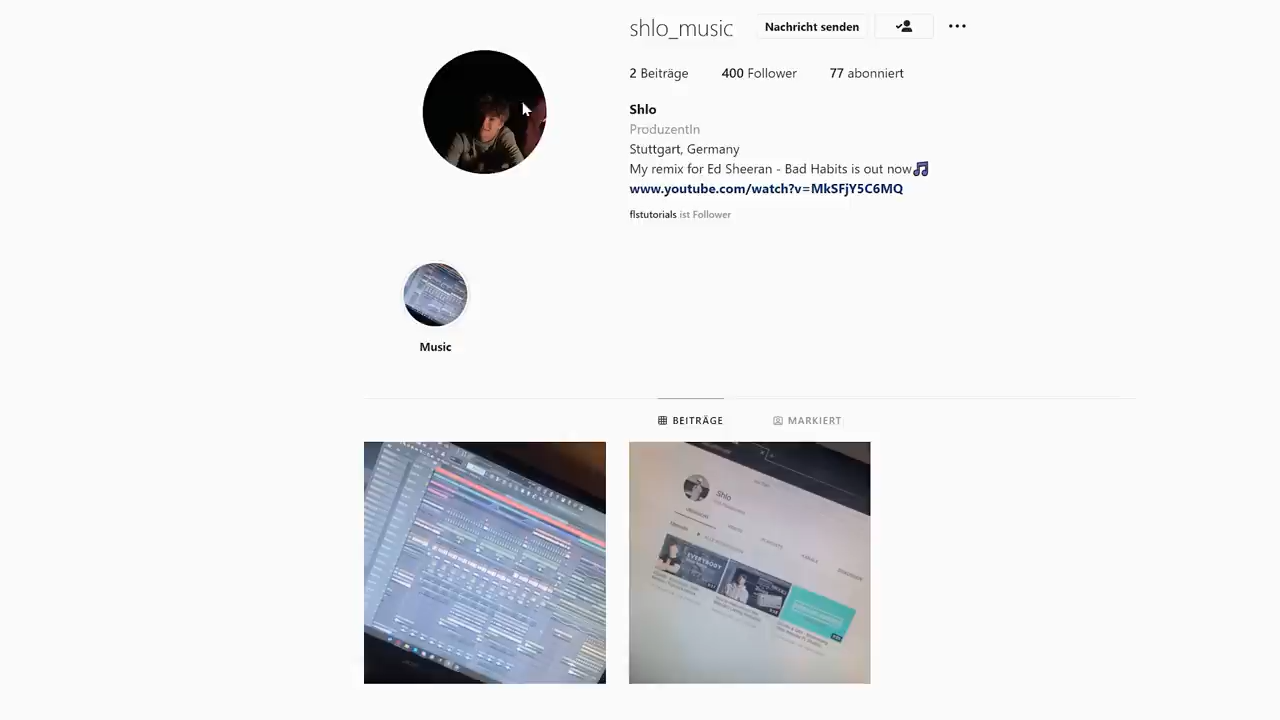 shlo_music
Nachricht senden
2 Beiträge 400 Follower 77 abonniert
Shlo
ProduzentIn
Stuttgart, Germany
My remix for Ed Sheeran - Bad Habits is out now🎵
www.youtube.com/watch?v=MkSFjY5C6MQ
flstutorials ist Follower
Music
BEITRÄGE
MARKIERT
Shlo
EVERYBODY